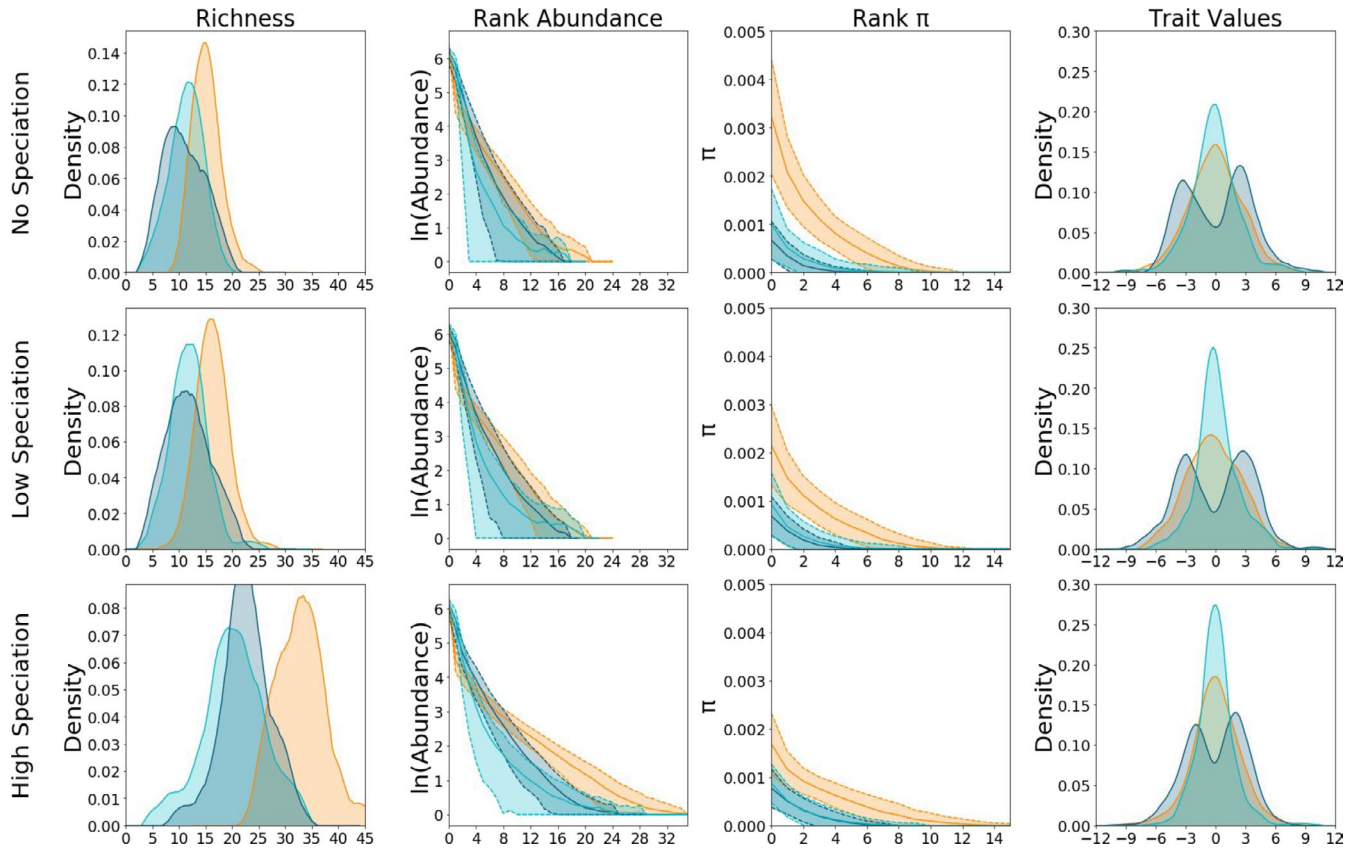 Richness
Rank Abundance
Rank π
Trait Values
No Speciation
Density
0.14
0.12
0.10
0.08
0.06
0.04
0.02
0.00
0 5 10 15 20 25 30 35 40 45
ln(Abundance)
6
5
4
3
2
1
0
0 4 8 12 16 20 24 28 32
π
0.005
0.004
0.003
0.002
0.001
0.000
0 2 4 6 8 10 12 14
Density
0.30
0.25
0.20
0.15
0.10
0.05
0.00
−12 −9 −6 −3 0 3 6 9 12
Low Speciation
Density
0.12
0.10
0.08
0.06
0.04
0.02
0.00
0 5 10 15 20 25 30 35 40 45
ln(Abundance)
6
5
4
3
2
1
0
0 4 8 12 16 20 24 28 32
π
0.005
0.004
0.003
0.002
0.001
0.000
0 2 4 6 8 10 12 14
Density
0.30
0.25
0.20
0.15
0.10
0.05
0.00
−12 −9 −6 −3 0 3 6 9 12
High Speciation
Density
0.08
0.07
0.06
0.05
0.04
0.03
0.02
0.01
0.00
0 5 10 15 20 25 30 35 40 45
ln(Abundance)
6
5
4
3
2
1
0
0 4 8 12 16 20 24 28 32
π
0.005
0.004
0.003
0.002
0.001
0.000
0 2 4 6 8 10 12 14
Density
0.30
0.25
0.20
0.15
0.10
0.05
0.00
−12 −9 −6 −3 0 3 6 9 12